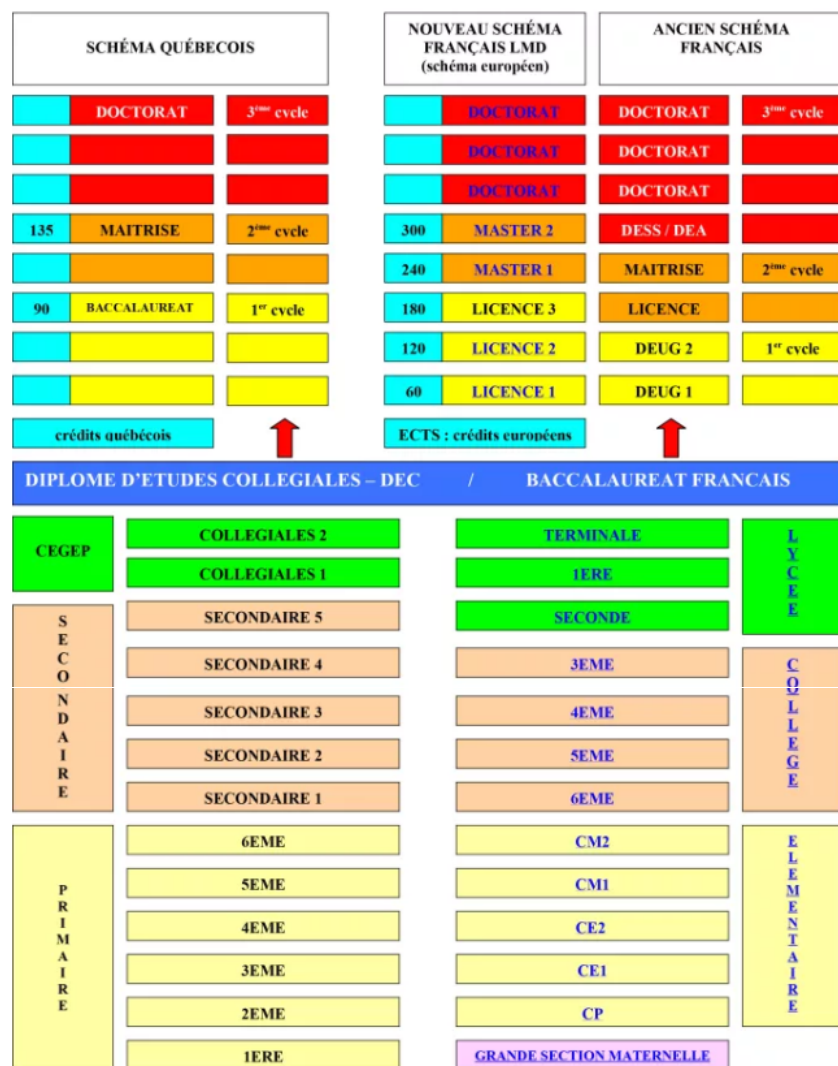 SCHÉMA QUÉBECOIS
NOUVEAU SCHÉMA
FRANÇAIS LMD
(schéma européen)
ANCIEN SCHÉMA
FRANÇAIS
DOCTORAT 3ème cycle DOCTORAT DOCTORAT 3ème cycle
DOCTORAT DOCTORAT
DOCTORAT DOCTORAT
135 MAITRISE 2ème cycle 300 MASTER 2 DESS / DEA
240 MASTER 1 MAITRISE 2ème cycle
90 BACCALAUREAT 1er cycle 180 LICENCE 3 LICENCE
120 LICENCE 2 DEUG 2 1er cycle
60 LICENCE 1 DEUG 1
crédits québécois ECTS : crédits européens
DIPLOME D'ETUDES COLLEGIALES – DEC / BACCALAUREAT FRANCAIS
CEGEP
COLLEGIALES 2 TERMINALE
COLLEGIALES 1 1ERE
SECONDAIRE 5 SECONDE
LYCEE
SECONDAIRE
SECONDAIRE 4 3EME
SECONDAIRE 3 4EME
SECONDAIRE 2 5EME
SECONDAIRE 1 6EME
COLLEGE
PRIMAIRE
6EME CM2
5EME CM1
4EME CE2
3EME CE1
2EME CP
1ERE GRANDE SECTION MATERNELLE
ELEMENTAIRE